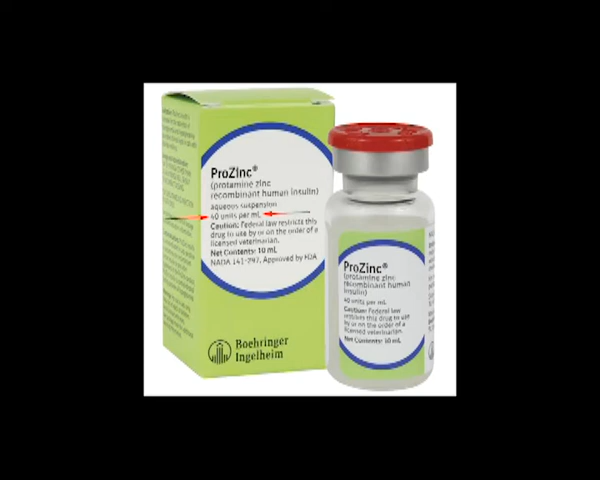 ProZinc®
(protamine zinc
recombinant human insulin)
aqueous suspension
40 units per mL
Caution: Federal law restricts this
drug to use by or on the order of a
licensed veterinarian.
Net Contents: 10 mL
NADA 141-297, Approved by FDA
Boehringer
Ingelheim
ProZinc®
(protamine zinc
recombinant human
insulin)
40 units per mL
Caution: Federal law
restricts this drug to use
by or on the order of a
licensed veterinarian.
Net Contents: 10 mL